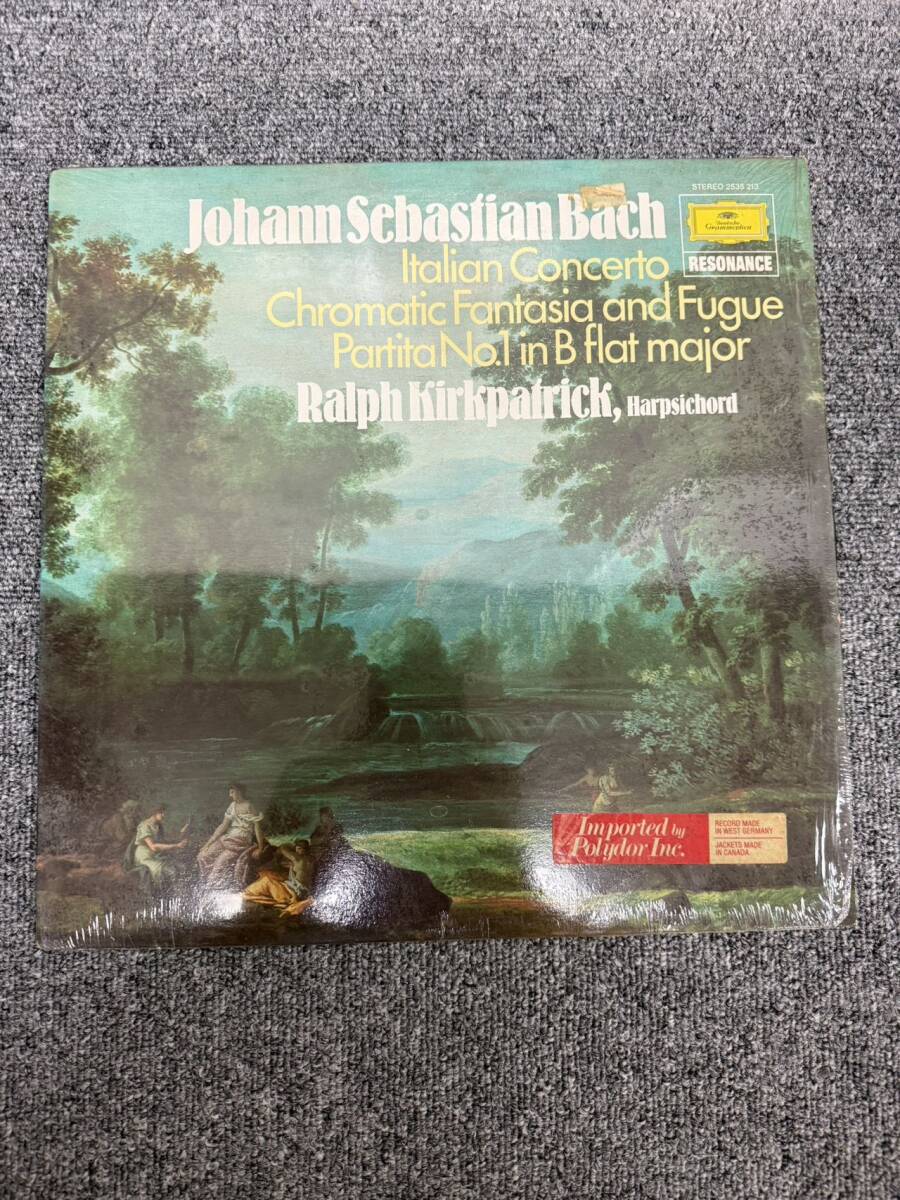 STEREO 2535 213
Johann Sebastian Bach
Deutsche
Grammophon
RESONANCE
Italian Concerto
Chromatic Fantasia and Fugue
Partita No.1 in B flat major
Ralph Kirkpatrick, Harpsichord
Imported by
Polydor Inc.
RECORD MADE
IN WEST GERMANY
JACKETS MADE
IN CANADA